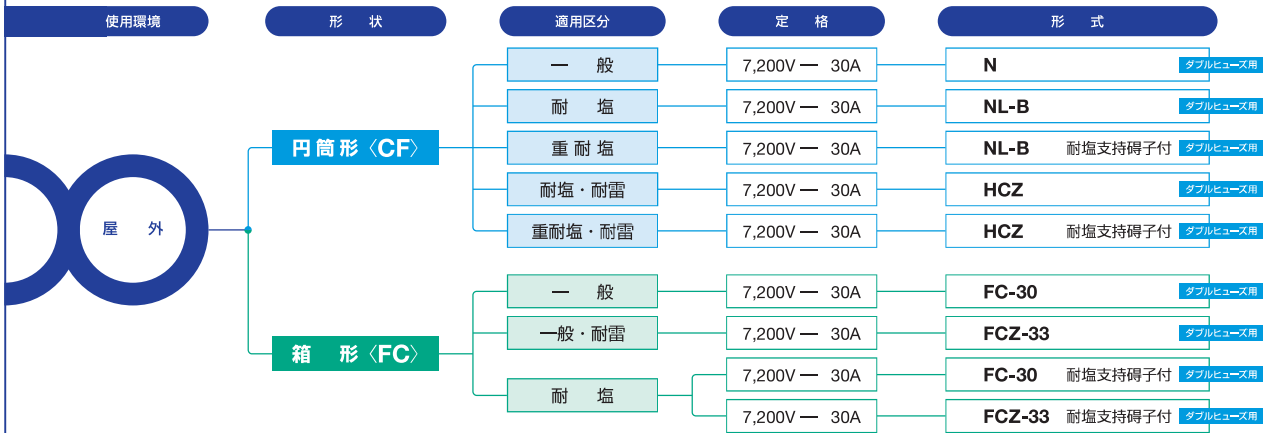 使用環境 形 状 適用区分 定 格 形 式
一 般 7,200V — 30A N ダブルヒューズ用
耐 塩 7,200V — 30A NL-B ダブルヒューズ用
円筒形〈CF〉 重耐塩 7,200V — 30A NL-B 耐塩支持碍子付 ダブルヒューズ用
耐塩・耐雷 7,200V — 30A HCZ ダブルヒューズ用
屋 外 重耐塩・耐雷 7,200V — 30A HCZ 耐塩支持碍子付 ダブルヒューズ用
一 般 7,200V — 30A FC-30 ダブルヒューズ用
一般・耐雷 7,200V — 30A FCZ-33 ダブルヒューズ用
箱 形〈FC〉
7,200V — 30A FC-30 耐塩支持碍子付 ダブルヒューズ用
耐 塩
7,200V — 30A FCZ-33 耐塩支持碍子付 ダブルヒューズ用